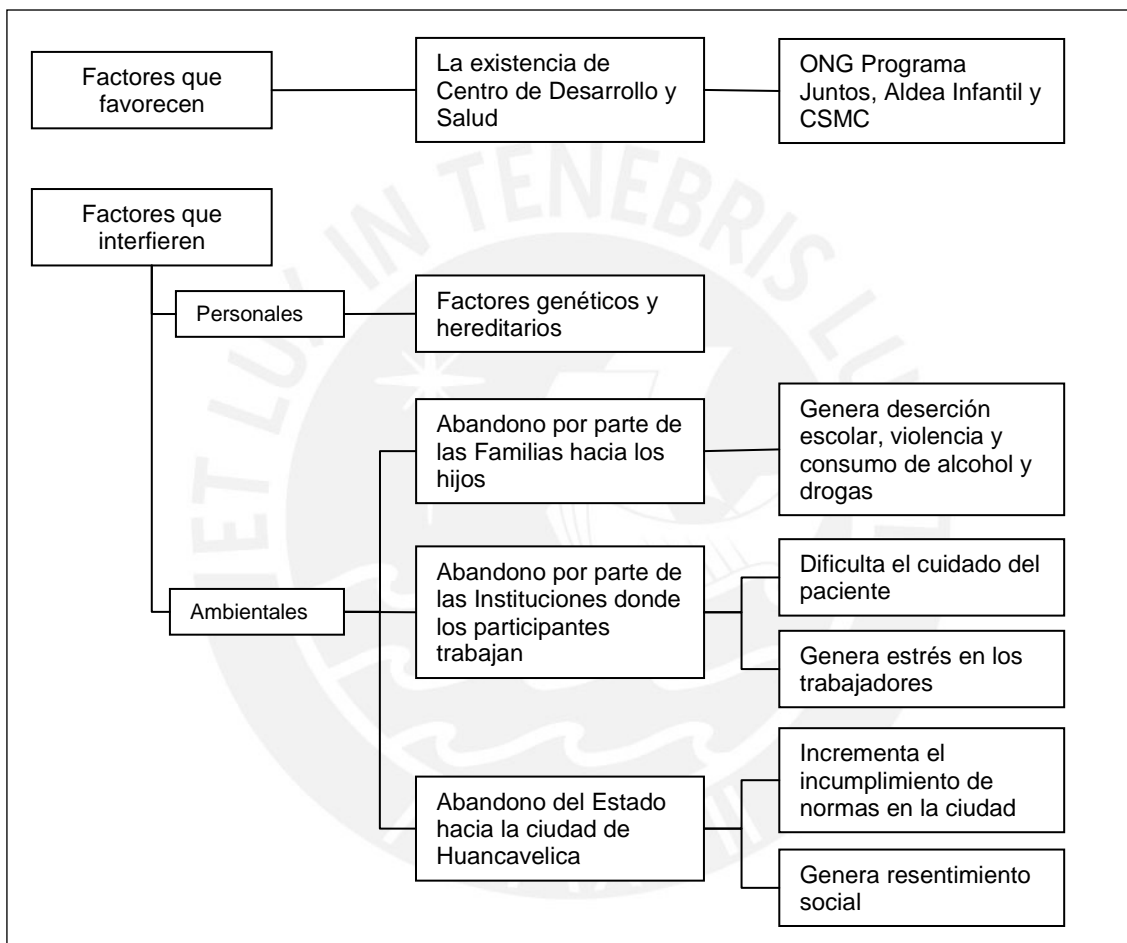 Factores que
favorecen
La existencia de
Centro de Desarrollo y
Salud
ONG Programa
Juntos, Aldea Infantil y
CSMC
Factores que
interfieren
Personales
Factores genéticos y
hereditarios
Ambientales
Abandono por parte de
las Familias hacia los
hijos
Genera deserción
escolar, violencia y
consumo de alcohol y
drogas
Abandono por parte de
las Instituciones donde
los participantes
trabajan
Dificulta el cuidado del
paciente
Genera estrés en los
trabajadores
Abandono del Estado
hacia la ciudad de
Huancavelica
Incrementa el
incumplimiento de
normas en la ciudad
Genera resentimiento
social
ET LUX IN TENEBRIS